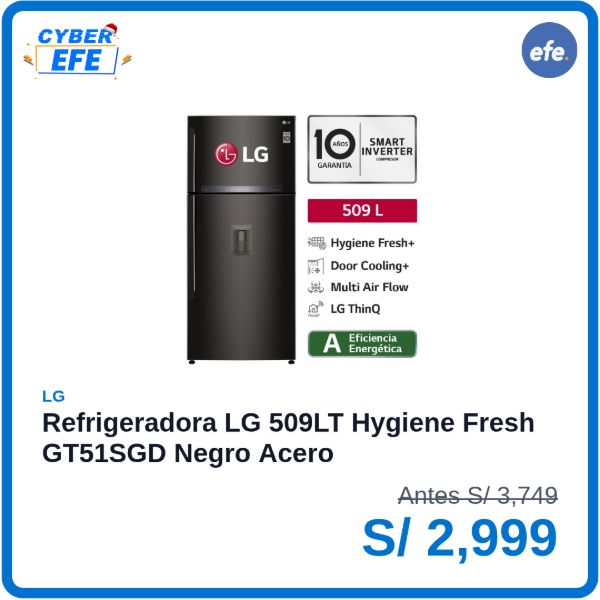 CYBER
EFE
efe.
LG
LG
10 AÑOS
GARANTÍA
SMART
INVERTER
COMPRESOR
509 L
Hygiene Fresh+
Door Cooling+
Multi Air Flow
LG ThinQ
A Eficiencia
Energética
LG
Refrigeradora LG 509LT Hygiene Fresh
GT51SGD Negro Acero
Antes S/ 3,749
S/ 2,999